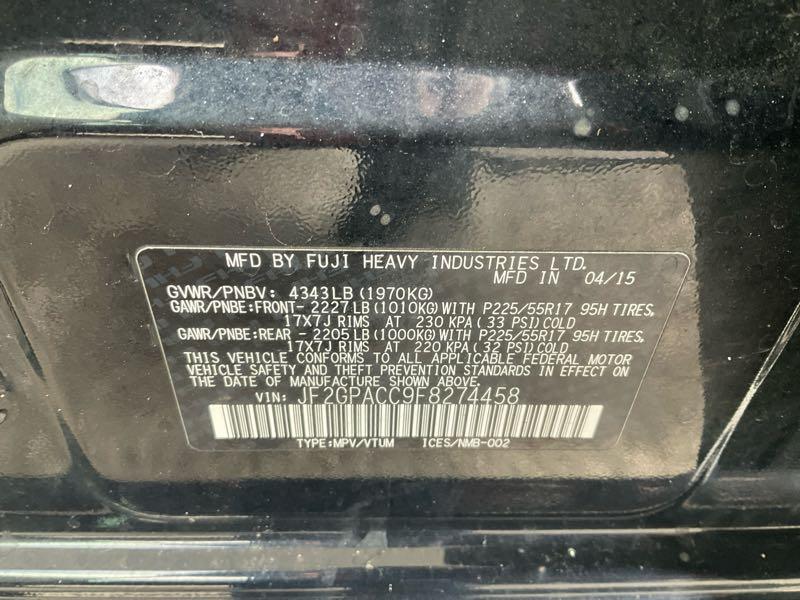 MFD BY FUJI HEAVY INDUSTRIES LTD.
MFD IN 04/15
GVWR/PNBV: 4343LB (1970KG)
GAWR/PNBE:FRONT- 2227 LB (1010KG) WITH P225/55R17 95H TIRES,
17X7J RIMS AT 230 KPA ( 33 PSI) COLD
GAWR/PNBE:REAR - 2205 LB (1000KG) WITH P225/55R17 95H TIRES,
17X7J RIMS AT 220 KPA (32 PSI) COLD
THIS VEHICLE CONFORMS TO ALL APPLICABLE FEDERAL MOTOR
VEHICLE SAFETY AND THEFT PREVENTION STANDARDS IN EFFECT ON
THE DATE OF MANUFACTURE SHOWN ABOVE.
VIN: JF2GPACC9F8274458
TYPE:MPV/VTUM ICES/NMB-002